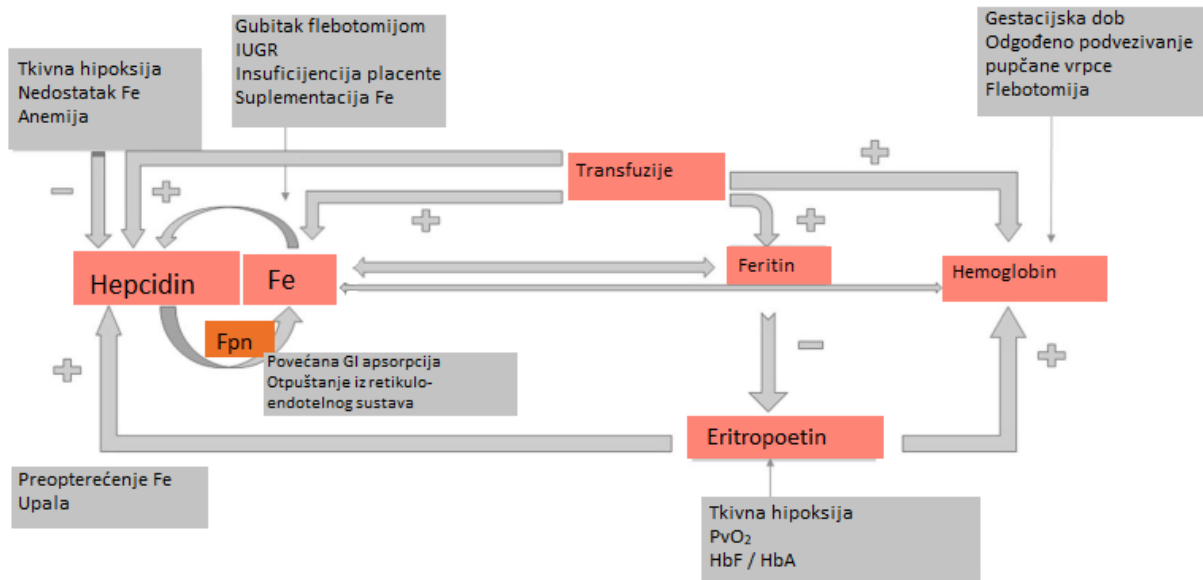 Gubitak flebotomijom
IUGR
Insuficijencija placente
Suplementacija Fe
Gestacijska dob
Odgođeno podvezivanje
pupčane vrpce
Flebotomija
Tkivna hipoksija
Nedostatak Fe
Anemija
Transfuzije
+
−
+
+
+
Hepcidin
Fe
Feritin
Hemoglobin
Fpn
Povećana GI apsorpcija
Otpuštanje iz retikulo-
endotelnog sustava
+
−
+
Eritropoetin
Preopterećenje Fe
Upala
Tkivna hipoksija
PvO₂
HbF / HbA